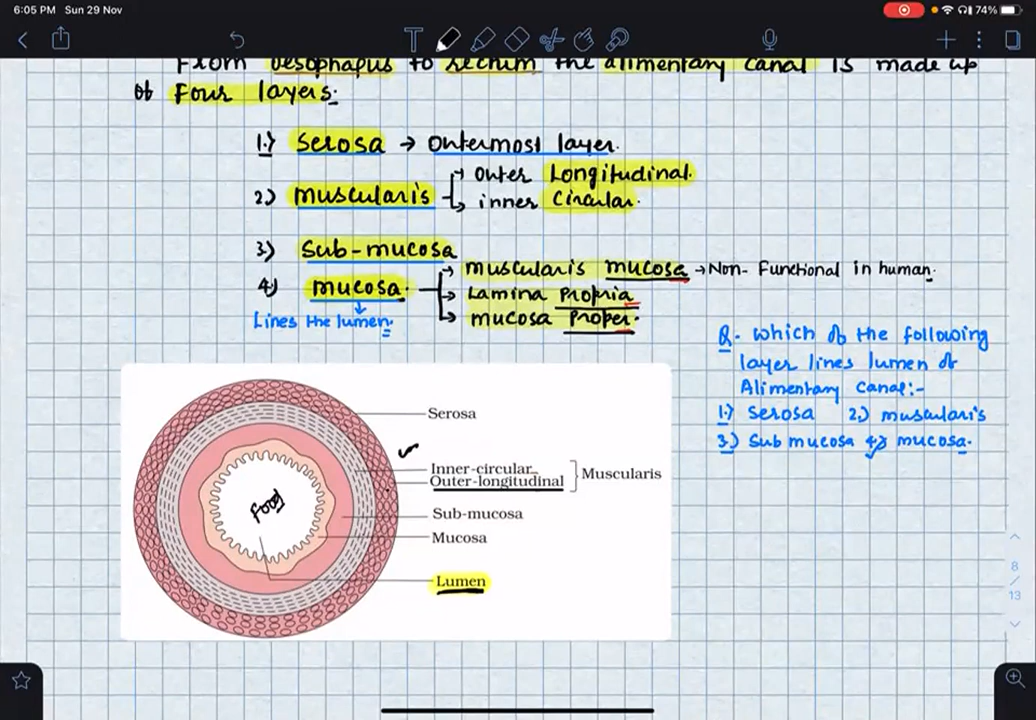 6:05 PM Sun 29 Nov
74%
From Oesophapus to rectum the alimentary canal is made up
of Four layers.
1.) Serosa → Outermost layer.
2) muscularis → outer Longitudinal.
→ inner Circular.
3) Sub-mucosa
4) mucosa. → muscularis mucosa → Non-Functional in human.
→ Lamina Propria
→ mucosa Proper.
Lines the lumen.
Q. Which of the following
layer lines lumen of
Alimentary Canal:-
1.) Serosa 2.) muscularis
3.) Sub mucosa 4.) mucosa.
Serosa
Inner-circular
Outer-longitudinal
Muscularis
Sub-mucosa
Mucosa
Lumen
Food
8
/
13